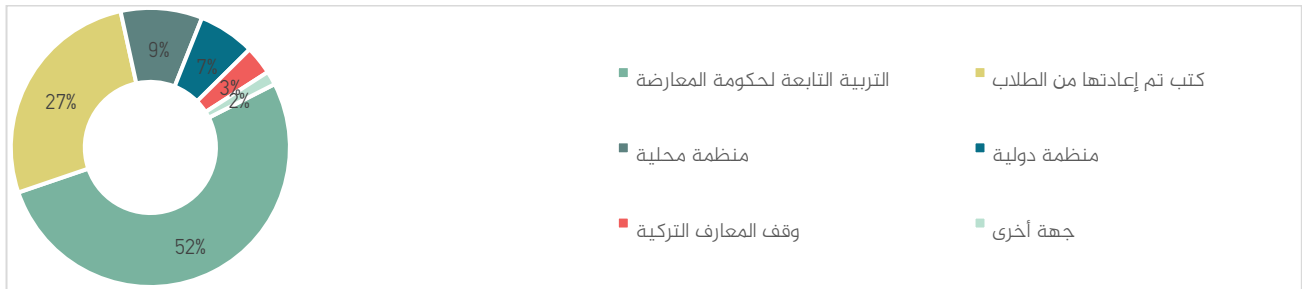 9%
7%
3%
2%
27%
52%
التربية التابعة لحكومة المعارضة
كتب تم إعادتها من الطلاب
منظمة محلية
منظمة دولية
وقف المعارف التركية
جهة أخرى